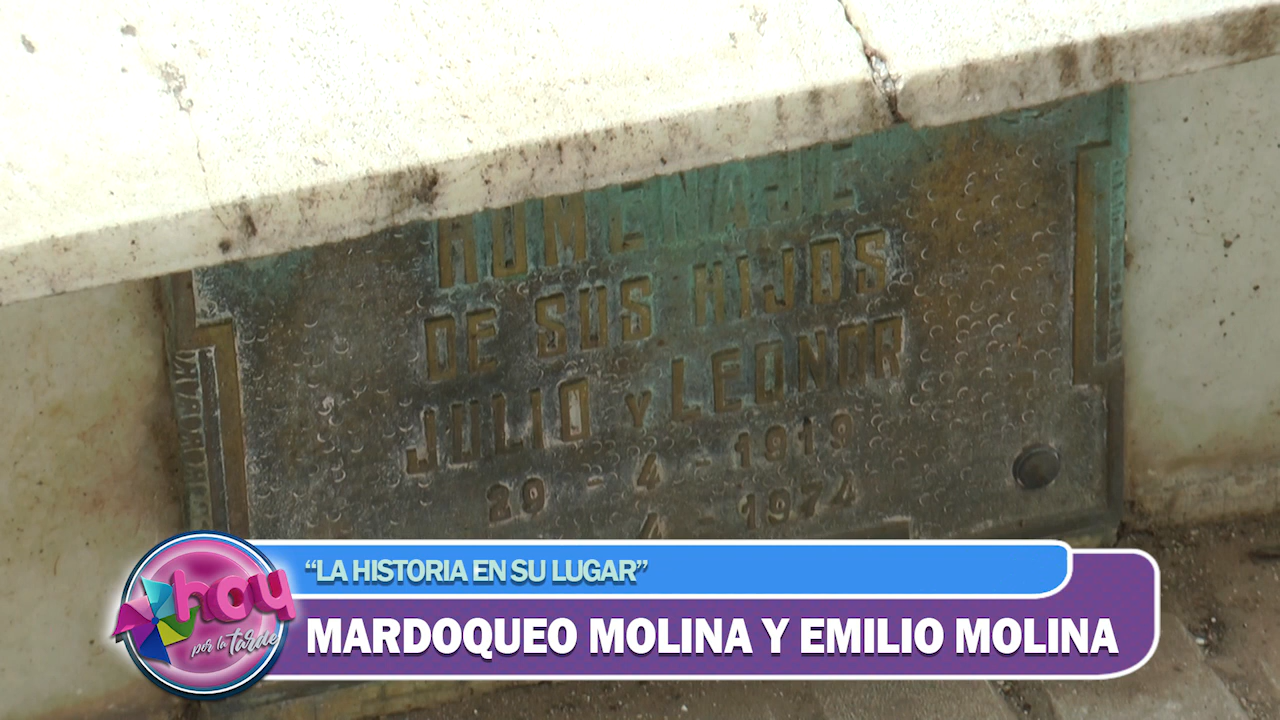 HOMENAJE
DE SUS HIJOS
JULIO Y LEONOR
20 - 4 - 1919
4 - 1974
“LA HISTORIA EN SU LUGAR”
hoy
por la tarde
MARDOQUEO MOLINA Y EMILIO MOLINA